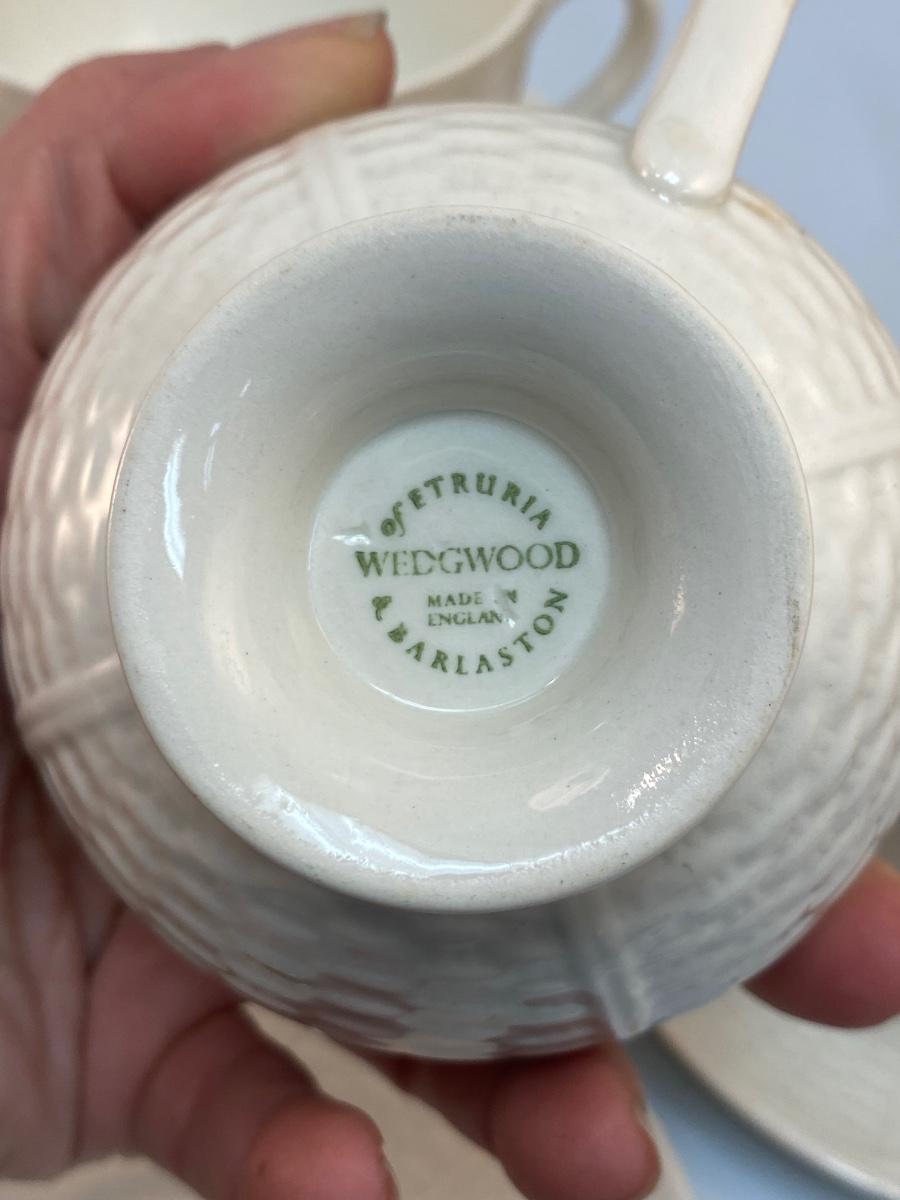 of ETRURIA
WEDGWOOD
MADE IN
ENGLAND
& BARLASTON